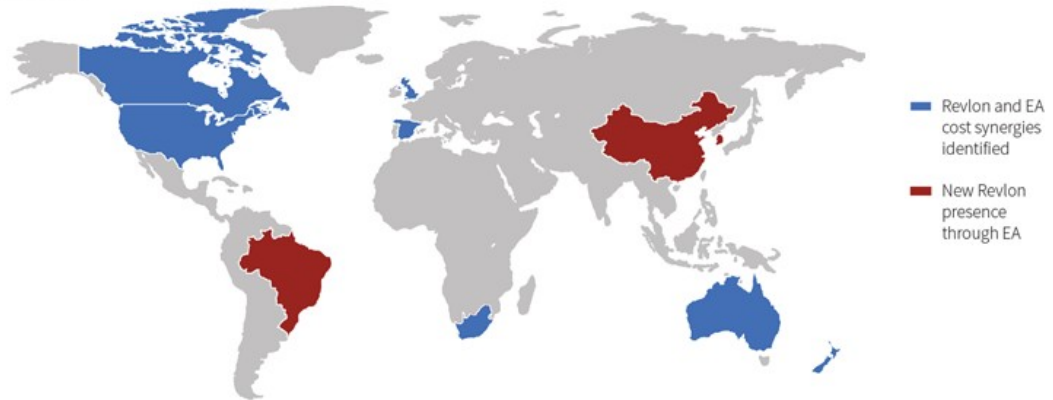 Revlon and EA
cost synergies
identified
New Revlon
presence
through EA